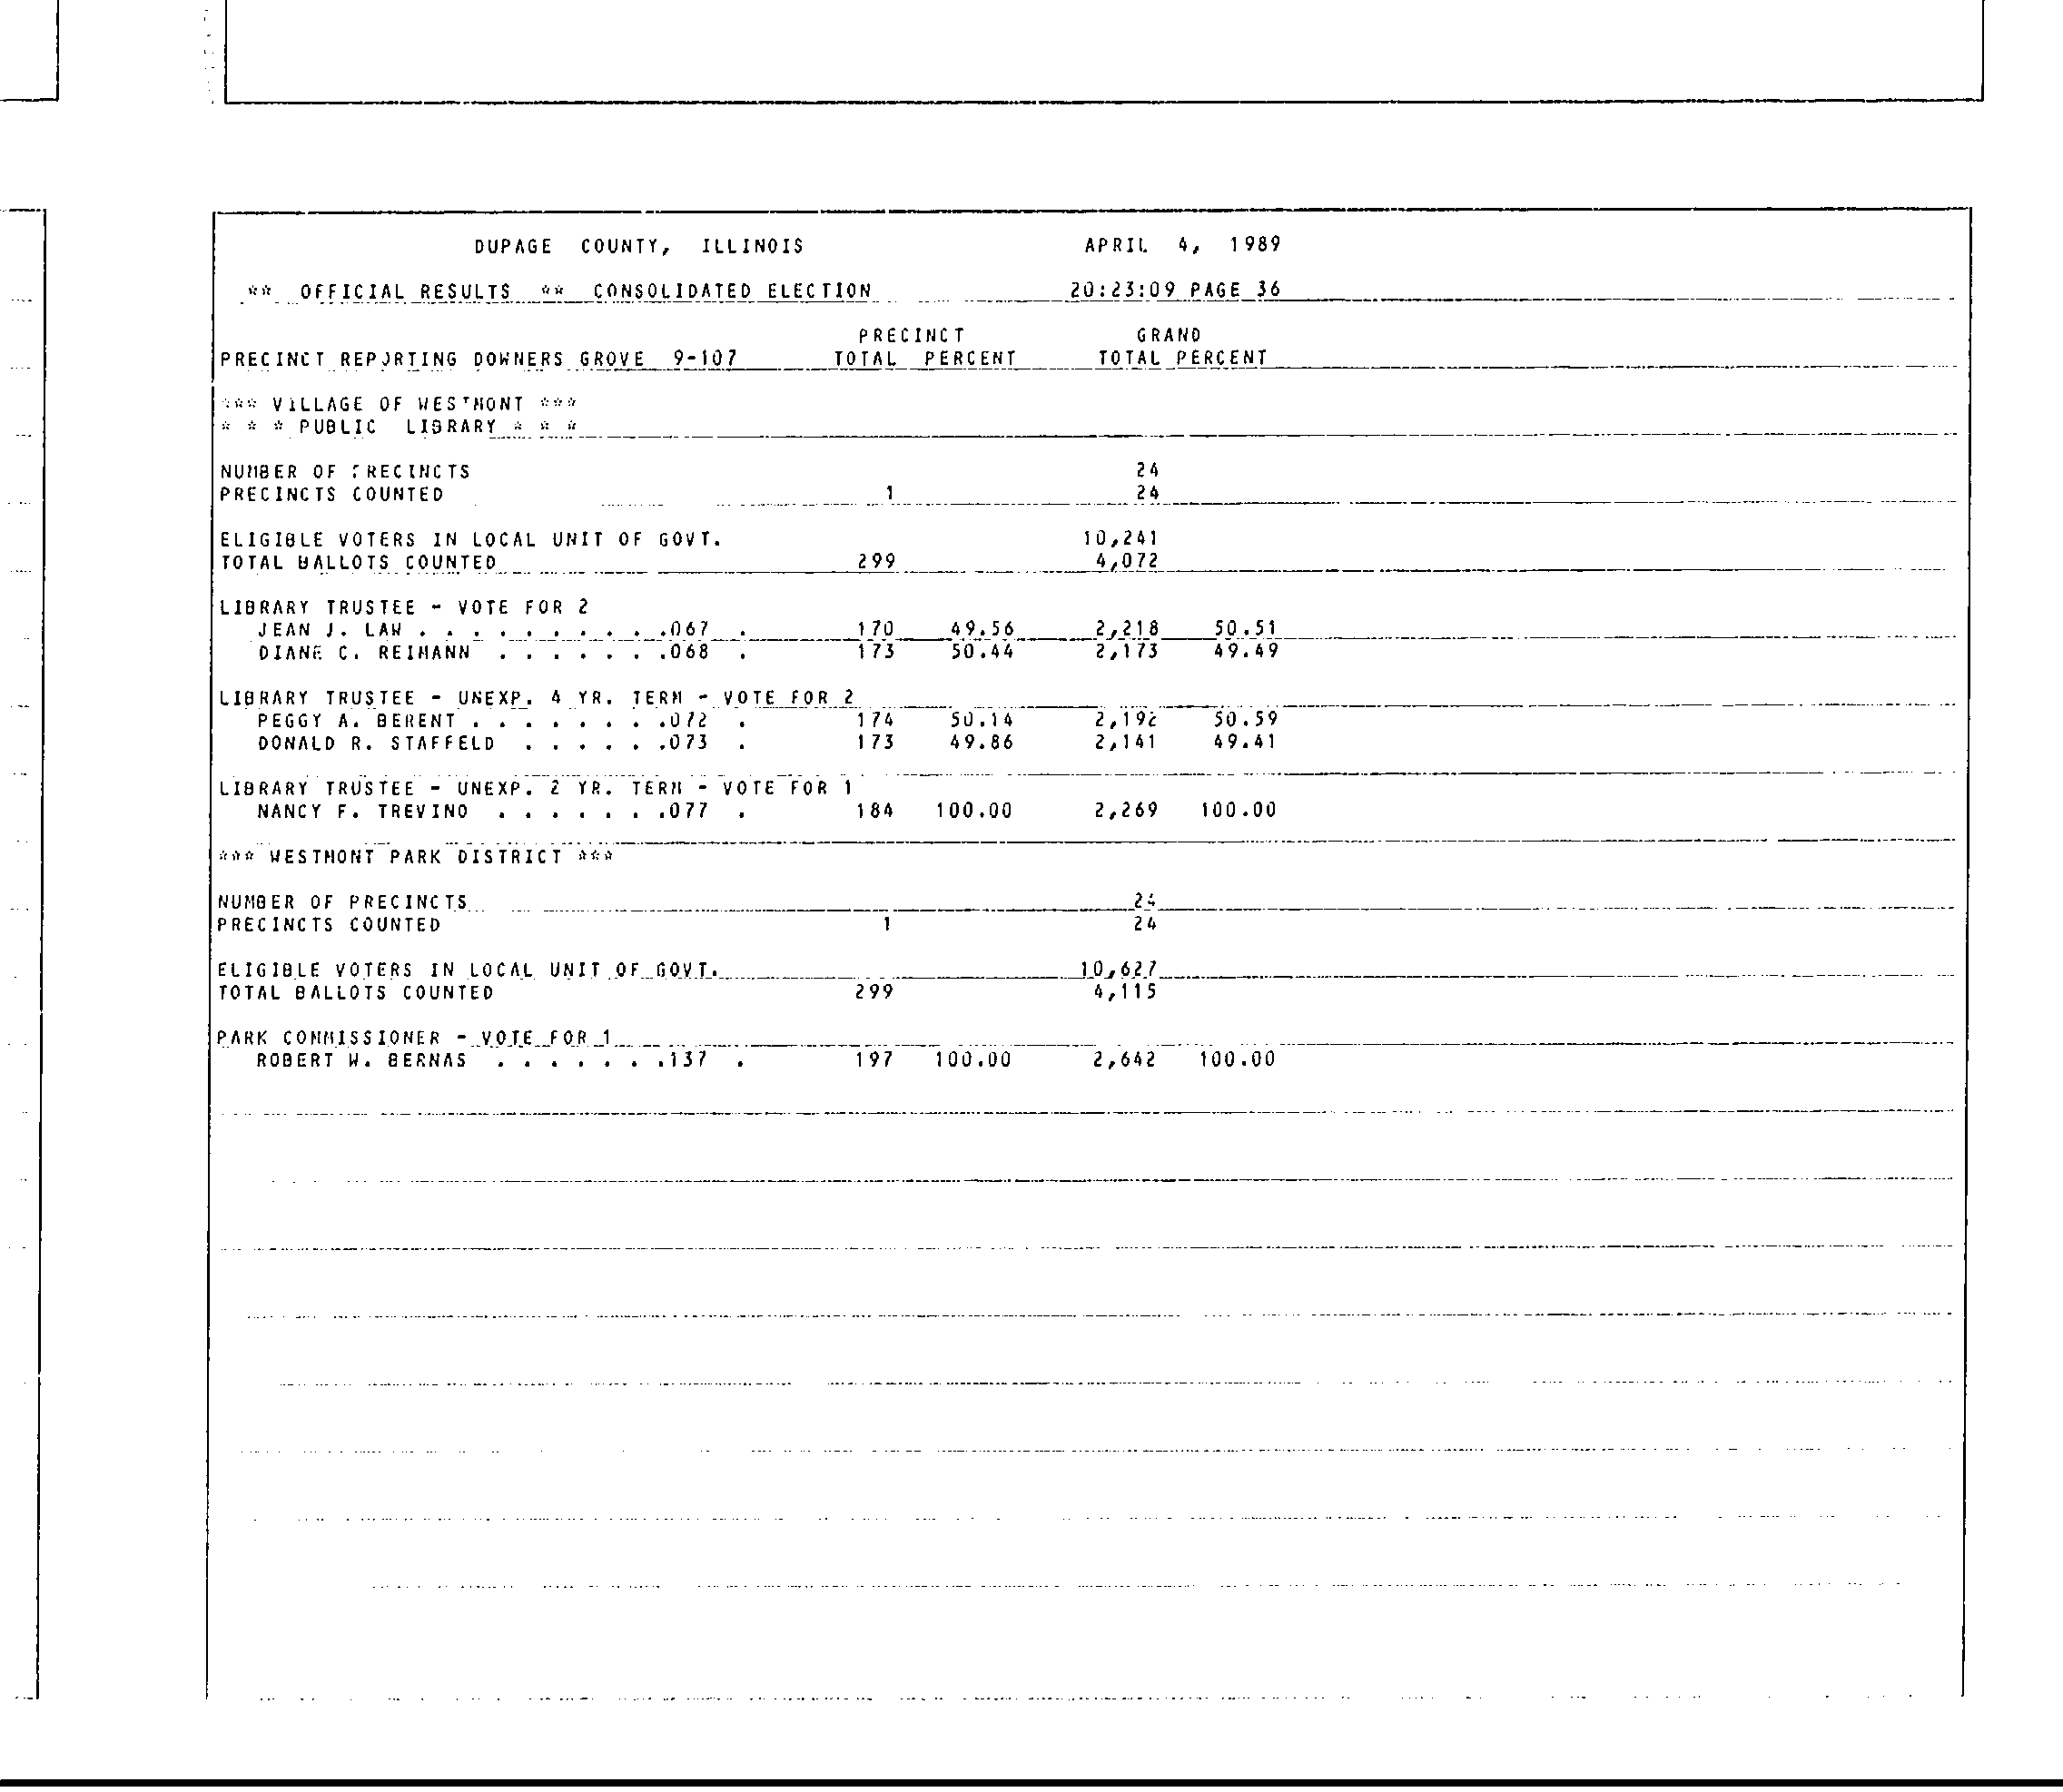 DUPAGE COUNTY, ILLINOIS APRIL 4, 1989
** OFFICIAL RESULTS ** CONSOLIDATED ELECTION 20:23:09 PAGE 36
PRECINCT GRAND
PRECINCT REPORTING DOWNERS GROVE 9-107 TOTAL PERCENT TOTAL PERCENT
*** VILLAGE OF WESTMONT ***
* * * PUBLIC LIBRARY * * *
NUMBER OF PRECINCTS 24
PRECINCTS COUNTED 1 24
ELIGIBLE VOTERS IN LOCAL UNIT OF GOVT. 10,241
TOTAL BALLOTS COUNTED 299 4,072
LIBRARY TRUSTEE - VOTE FOR 2
JEAN J. LAW . . . . . . . . . .067 . 170 49.56 2,218 50.51
DIANE C. REIMANN . . . . . . .068 . 173 50.44 2,173 49.49
LIBRARY TRUSTEE - UNEXP. 4 YR. TERM - VOTE FOR 2
PEGGY A. BERENT . . . . . . . .072 . 174 50.14 2,192 50.59
DONALD R. STAFFELD . . . . . .073 . 173 49.86 2,141 49.41
LIBRARY TRUSTEE - UNEXP. 2 YR. TERM - VOTE FOR 1
NANCY F. TREVINO . . . . . . .077 . 184 100.00 2,269 100.00
*** WESTMONT PARK DISTRICT ***
NUMBER OF PRECINCTS 24
PRECINCTS COUNTED 1 24
ELIGIBLE VOTERS IN LOCAL UNIT OF GOVT. 10,627
TOTAL BALLOTS COUNTED 299 4,115
PARK COMMISSIONER - VOTE FOR 1
ROBERT W. BERNAS . . . . . . .137 . 197 100.00 2,642 100.00